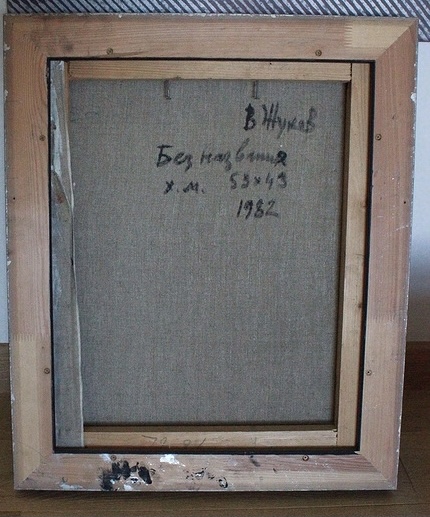 В Жуков
Без названия
х.м. 53×43
1982